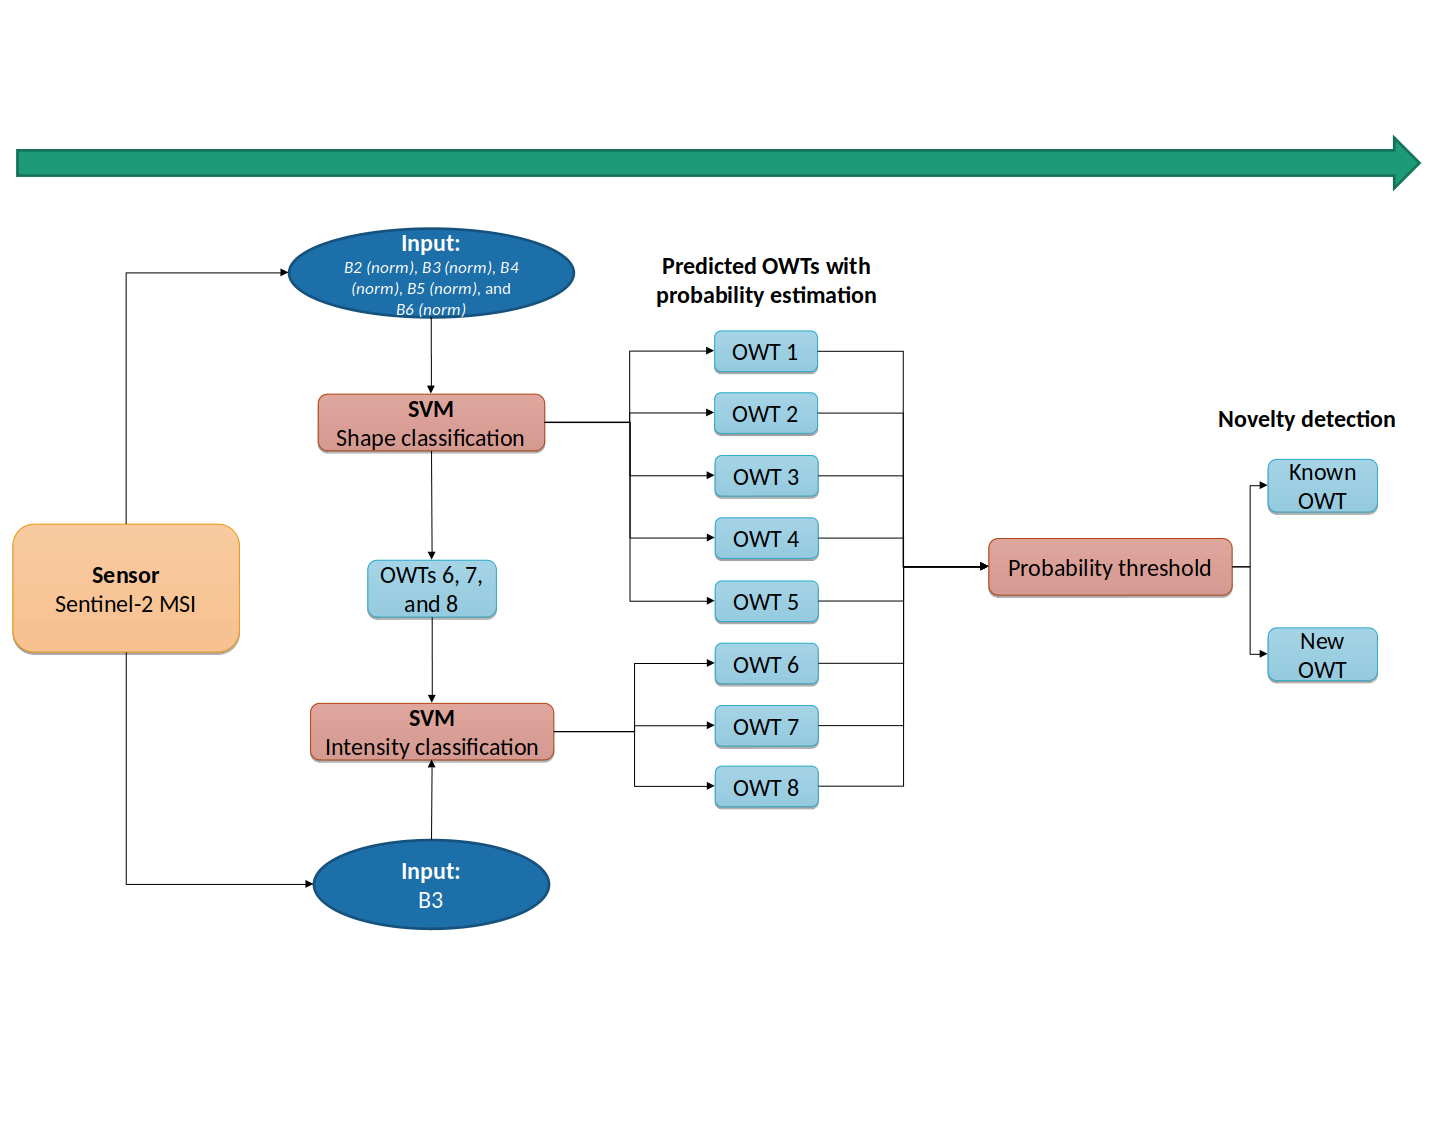 Input:
B2 (norm), B3 (norm), B4
(norm), B5 (norm), and
B6 (norm)
Predicted OWTs with
probability estimation
OWT 1
SVM
Shape classification
OWT 2
Novelty detection
OWT 3
Known
OWT
OWT 4
Probability threshold
Sensor
Sentinel-2 MSI
OWTs 6, 7,
and 8
OWT 5
New
OWT
OWT 6
SVM
Intensity classification
OWT 7
OWT 8
Input:
B3